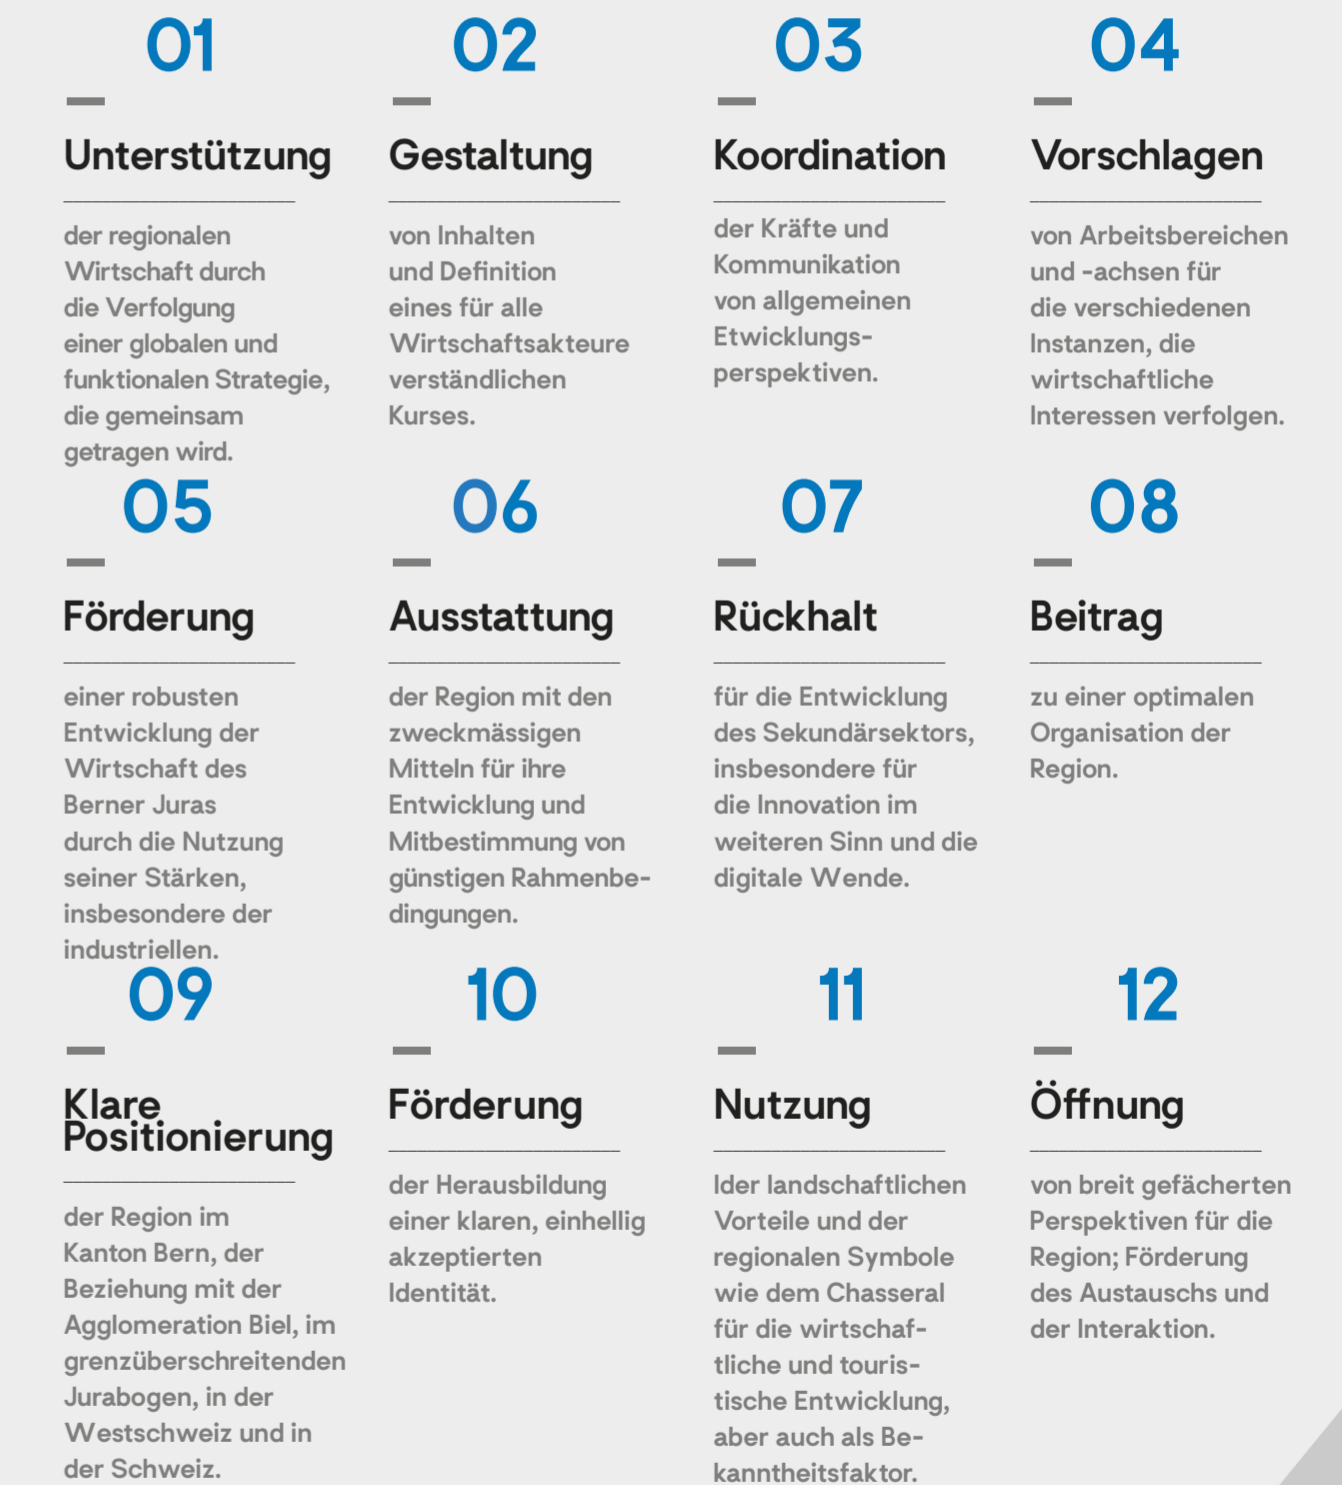 01
Unterstützung
der regionalen
Wirtschaft durch
die Verfolgung
einer globalen und
funktionalen Strategie,
die gemeinsam
getragen wird.
02
Gestaltung
von Inhalten
und Definition
eines für alle
Wirtschaftsakteure
verständlichen
Kurses.
03
Koordination
der Kräfte und
Kommunikation
von allgemeinen
Etwicklungs-
perspektiven.
04
Vorschlagen
von Arbeitsbereichen
und -achsen für
die verschiedenen
Instanzen, die
wirtschaftliche
Interessen verfolgen.
05
Förderung
einer robusten
Entwicklung der
Wirtschaft des
Berner Juras
durch die Nutzung
seiner Stärken,
insbesondere der
industriellen.
06
Ausstattung
der Region mit den
zweckmässigen
Mitteln für ihre
Entwicklung und
Mitbestimmung von
günstigen Rahmenbe-
dingungen.
07
Rückhalt
für die Entwicklung
des Sekundärsektors,
insbesondere für
die Innovation im
weiteren Sinn und die
digitale Wende.
08
Beitrag
zu einer optimalen
Organisation der
Region.
09
Klare
Positionierung
der Region im
Kanton Bern, der
Beziehung mit der
Agglomeration Biel, im
grenzüberschreitenden
Jurabogen, in der
Westschweiz und in
der Schweiz.
10
Förderung
der Herausbildung
einer klaren, einhellig
akzeptierten
Identität.
11
Nutzung
lder landschaftlichen
Vorteile und der
regionalen Symbole
wie dem Chasseral
für die wirtschaf-
tliche und touris-
tische Entwicklung,
aber auch als Be-
kanntheitsfaktor.
12
Öffnung
von breit gefächerten
Perspektiven für die
Region; Förderung
des Austauschs und
der Interaktion.